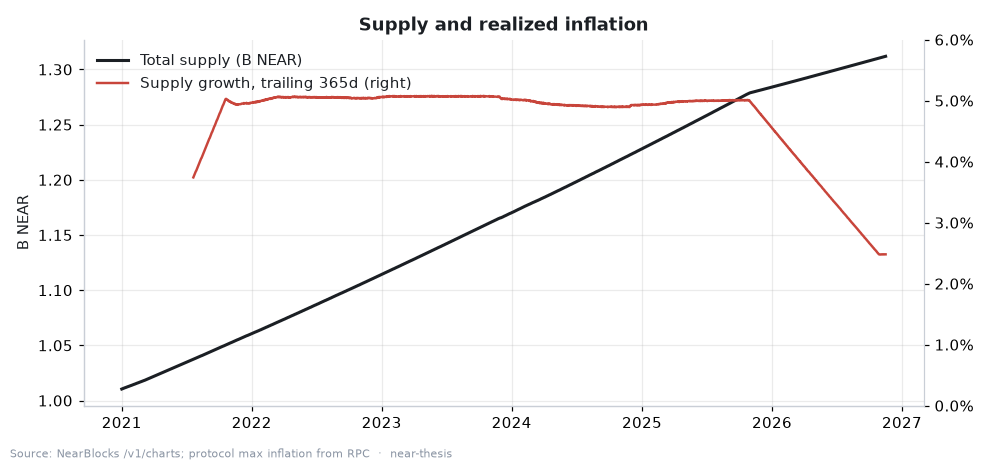 Supply and realized inflation
Total supply (B NEAR)
Supply growth, trailing 365d (right)
B NEAR
1.30
1.25
1.20
1.15
1.10
1.05
1.00
6.0%
5.0%
4.0%
3.0%
2.0%
1.0%
0.0%
2021 2022 2023 2024 2025 2026 2027
Source: NearBlocks /v1/charts; protocol max inflation from RPC · near-thesis